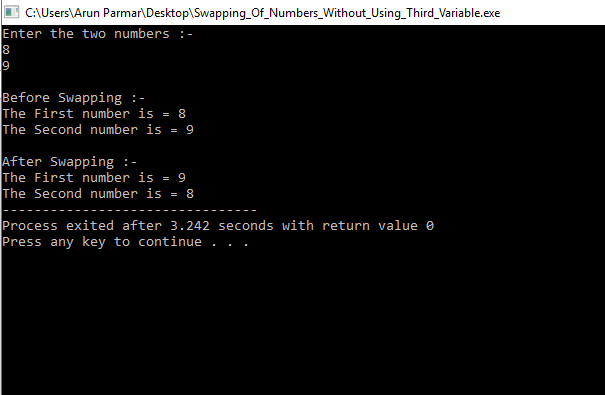 C:\Users\Arun Parmar\Desktop\Swapping_Of_Numbers_Without_Using_Third_Variable.exe
Enter the two numbers :-
8
9
Before Swapping :-
The First number is = 8
The Second number is = 9
After Swapping :-
The First number is = 9
The Second number is = 8
--------------------------------
Process exited after 3.242 seconds with return value 0
Press any key to continue . . .